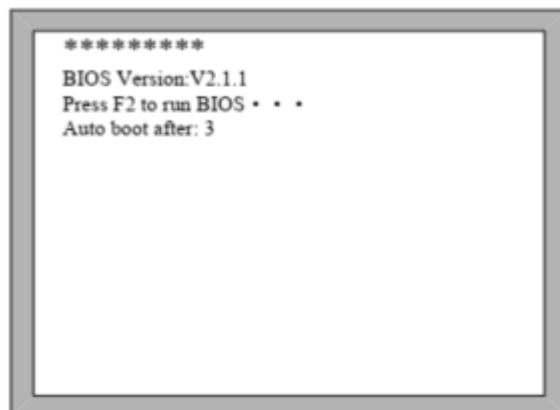 *********
BIOS Version:V2.1.1
Press F2 to run BIOS • • •
Auto boot after: 3